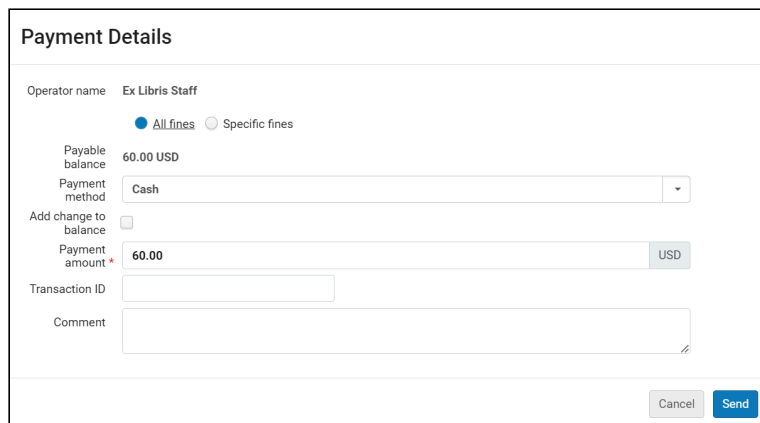 Payment Details
Operator name Ex Libris Staff
All fines Specific fines
Payable
balance 60.00 USD
Payment
method Cash
Add change to
balance
Payment
amount * 60.00 USD
Transaction ID
Comment
Cancel Send